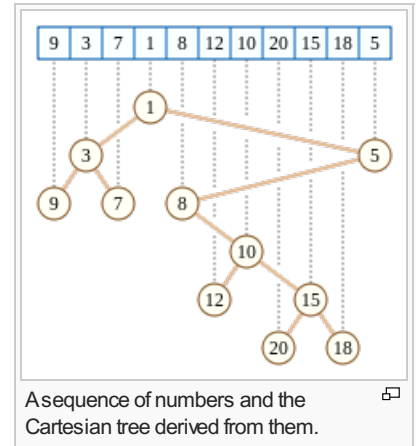 9 3 7 1 8 12 10 20 15 18 5
1
3 5
9 7 8
10
12 15
20 18
A sequence of numbers and the
Cartesian tree derived from them.